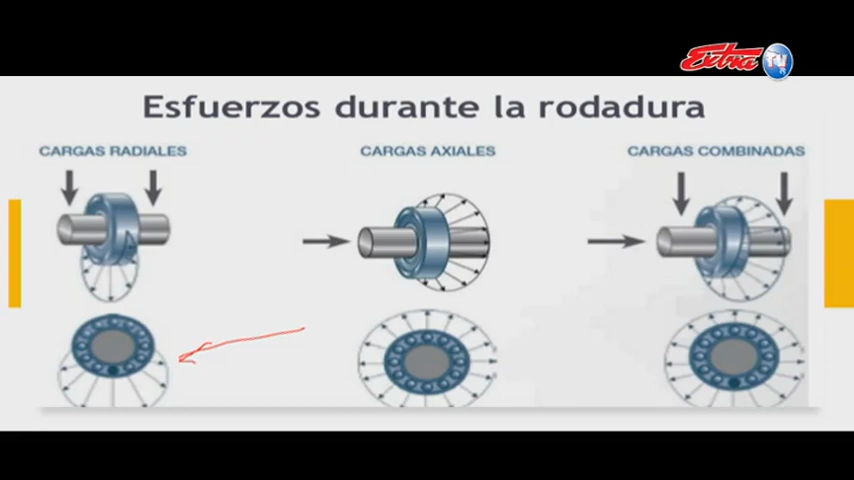 Extra TV
Esfuerzos durante la rodadura
CARGAS RADIALES
CARGAS AXIALES
CARGAS COMBINADAS